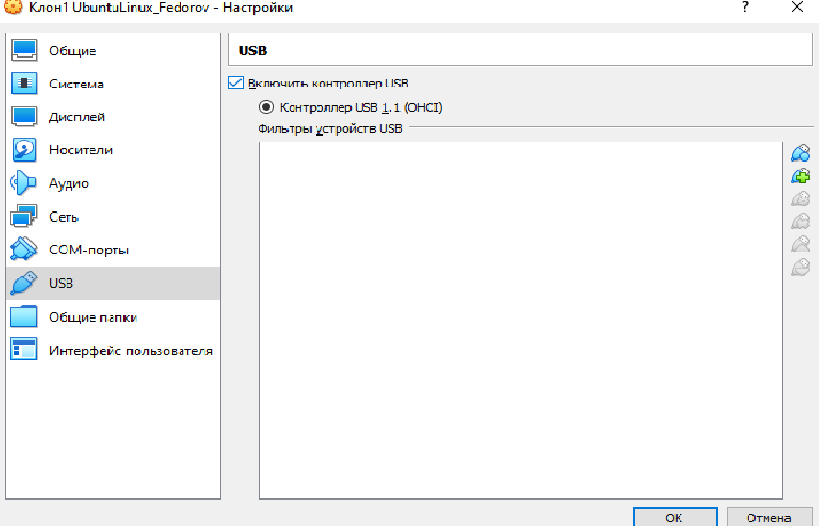 Клон1 UbuntuLinux_Fedorov - Настройки
?
Общие
Система
Дисплей
Носители
Аудио
Сеть
COM-порты
USB
Общие папки
Интерфейс пользователя
USB
Включить контроллер USB
Контроллер USB 1.1 (OHCI)
Фильтры устройств USB
ОК
Отмена